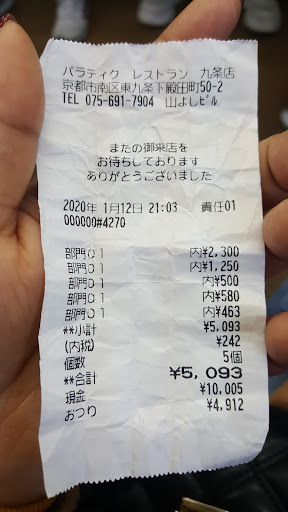 パラティク レストラン 九条店
京都市南区東九条下殿田町50-2
TEL 075-691-7904 山よしビル
またの御来店を
お待ちしております
ありがとうございました
2020年 1月12日 21:03 責任01
000000#4270
部門01 内¥2,300
部門01 内¥1,250
部門01 内¥500
部門01 内¥580
部門01 内¥463
**小計 ¥5,093
(内税) ¥242
個数 5個
**合計 ¥5,093
現金 ¥10,005
おつり ¥4,912